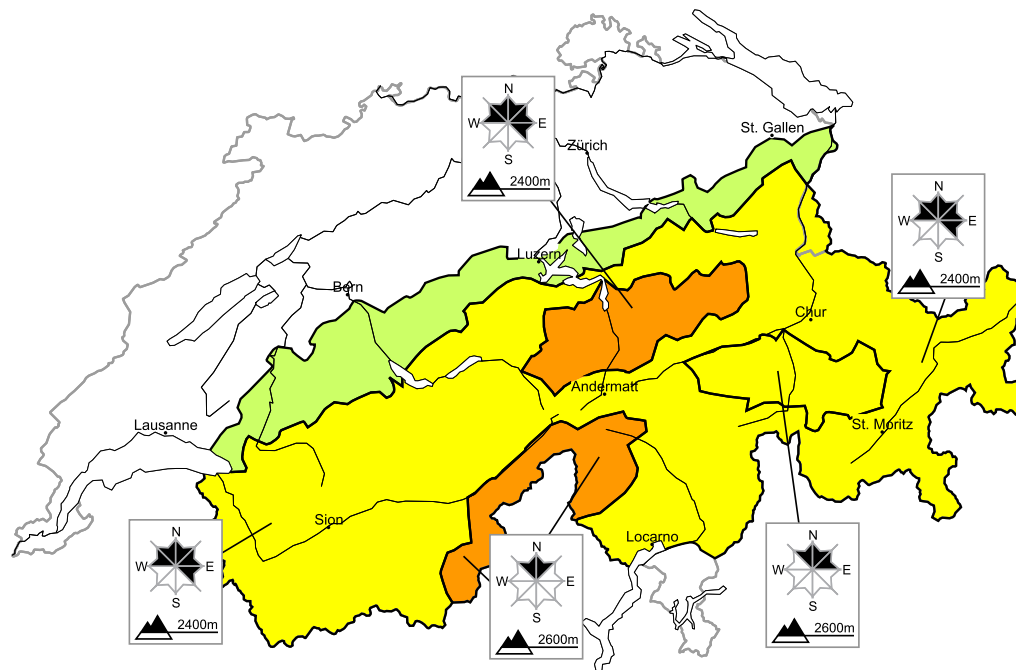 N
W E
S
2400m
Zürich
St. Gallen
N
W E
S
2400m
Luzern
Bern
Chur
Andermatt
Lausanne
St. Moritz
Sion
Locarno
N
W E
S
2400m
N
W E
S
2600m
N
W E
S
2600m